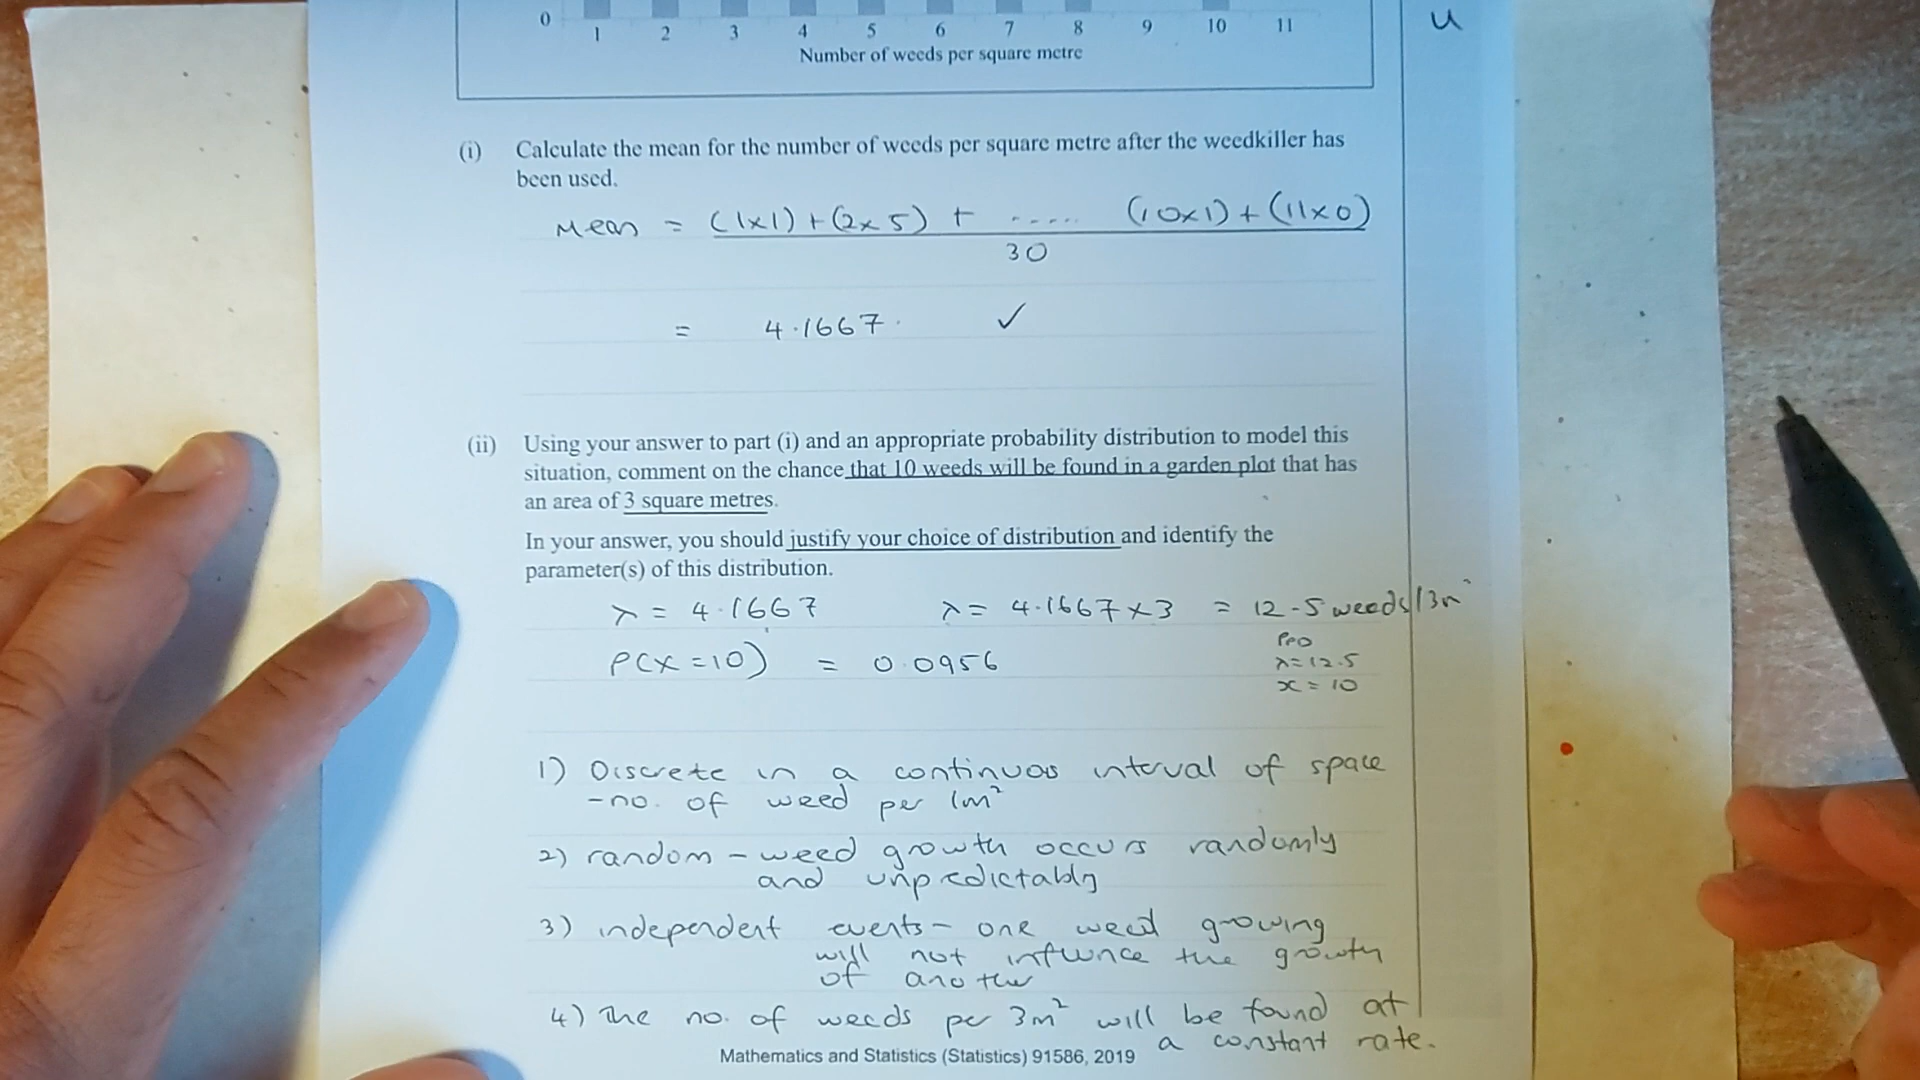 0
1 2 3 4 5 6 7 8 9 10 11
Number of weeds per square metre
u
(i) Calculate the mean for the number of weeds per square metre after the weedkiller has
been used.
Mean = (1x1) + (2x5) + ..... (10x1) + (11x0)
30
= 4.1667. ✓
(ii) Using your answer to part (i) and an appropriate probability distribution to model this
situation, comment on the chance that 10 weeds will be found in a garden plot that has
an area of 3 square metres.
In your answer, you should justify your choice of distribution and identify the
parameter(s) of this distribution.
λ = 4.1667 λ = 4.1667 x 3 = 12.5 weeds/3m²
P(X = 10) = 0.0956
PPD
λ = 12.5
x = 10
1) Discrete in a continuos interval of space
- no. of weed per 1m²
2) random - weed growth occurs randomly
and unpredictably
3) independent events - one weed growing
will not influence the growth
of another
4) The no. of weeds per 3m² will be found at
a constant rate.
Mathematics and Statistics (Statistics) 91586, 2019